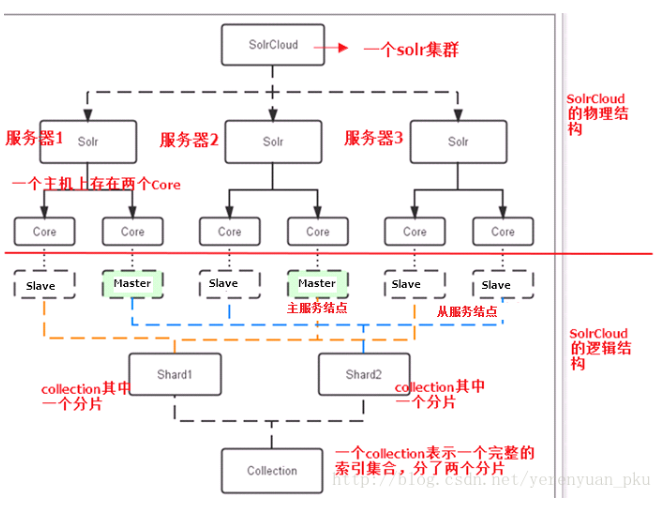 SolrCloud
一个solr集群
SolrCloud
的物理结
构
服务器1
Solr
服务器2
Solr
服务器3
Solr
一个主机上存在两个Core
Core
Core
Core
Core
Core
Core
Slave
Master
Slave
Master
Slave
Slave
主服务结点
从服务结点
SolrCloud
的逻辑结
构
Shard1
Shard2
collection其中
一个分片
collection其中
一个分片
Collection
一个collection表示一个完整的
索引集合，分了两个分片
http://blog.csdn.net/yerenyuan_pku